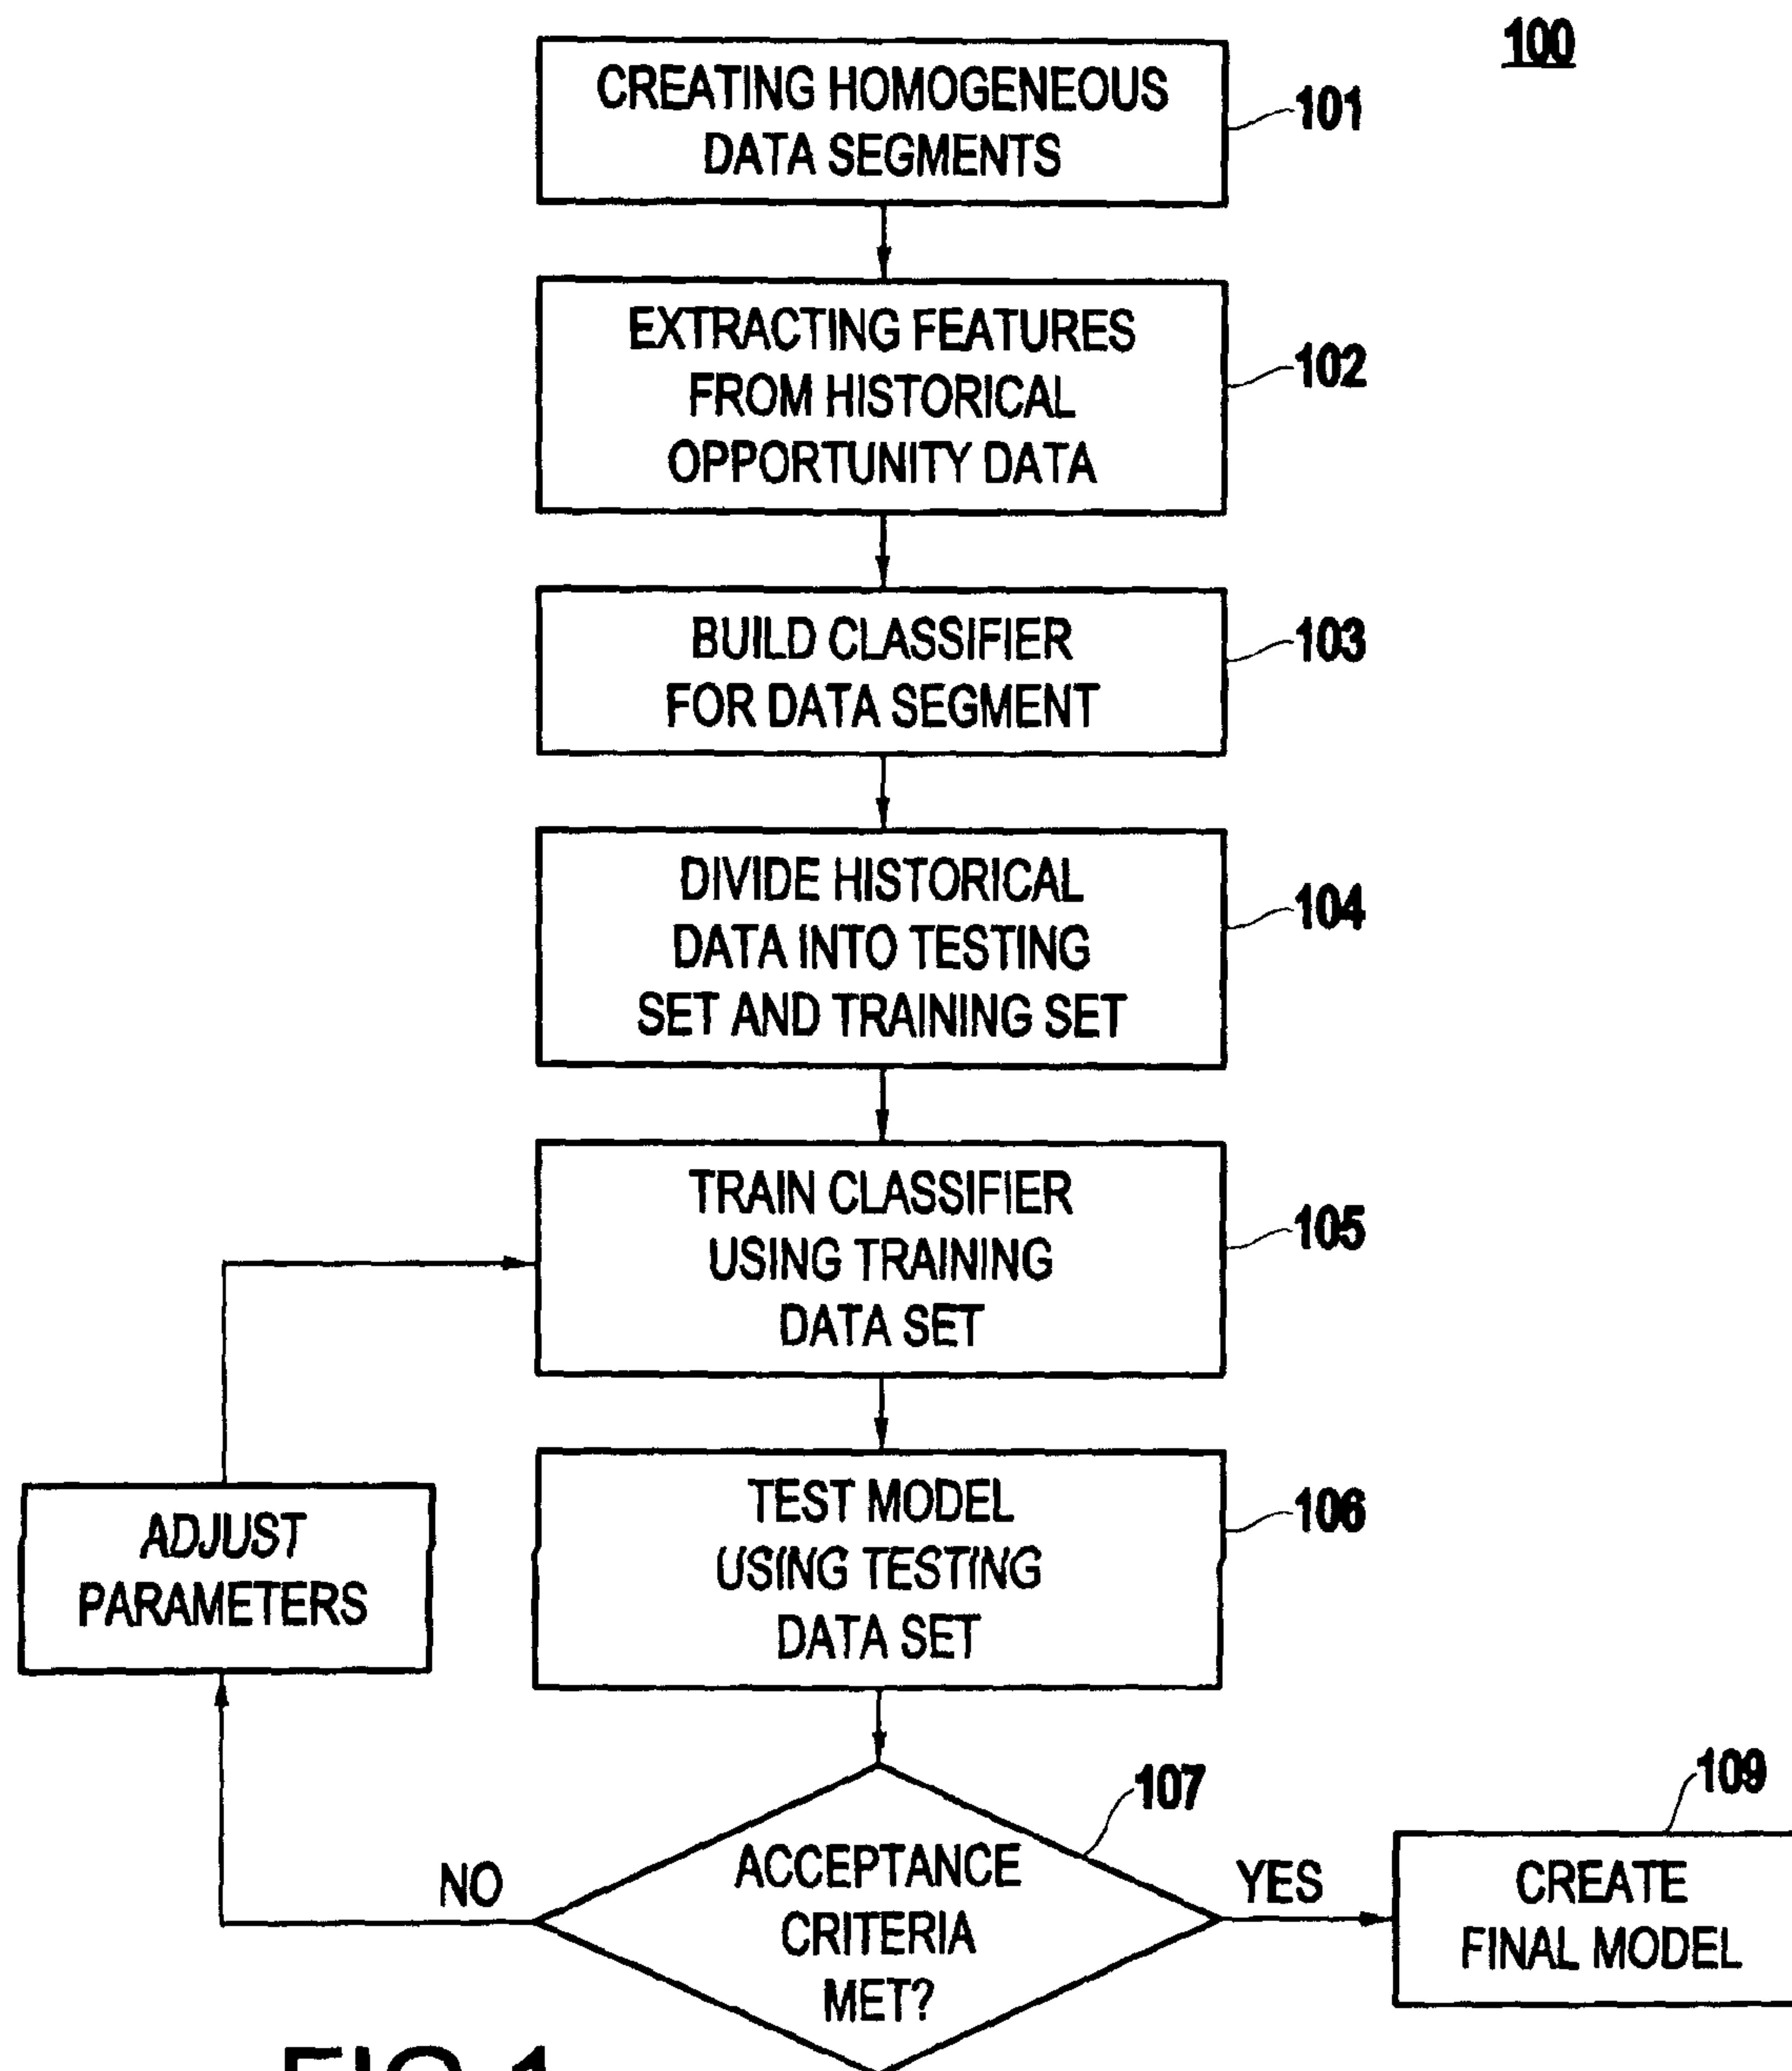 100
CREATING HOMOGENEOUS
DATA SEGMENTS
101
EXTRACTING FEATURES
FROM HISTORICAL
OPPORTUNITY DATA
102
BUILD CLASSIFIER
FOR DATA SEGMENT
103
DIVIDE HISTORICAL
DATA INTO TESTING
SET AND TRAINING SET
104
TRAIN CLASSIFIER
USING TRAINING
DATA SET
105
TEST MODEL
USING TESTING
DATA SET
106
ADJUST
PARAMETERS
107
ACCEPTANCE
CRITERIA
MET?
NO
YES
109
CREATE
FINAL MODEL
FIG.1